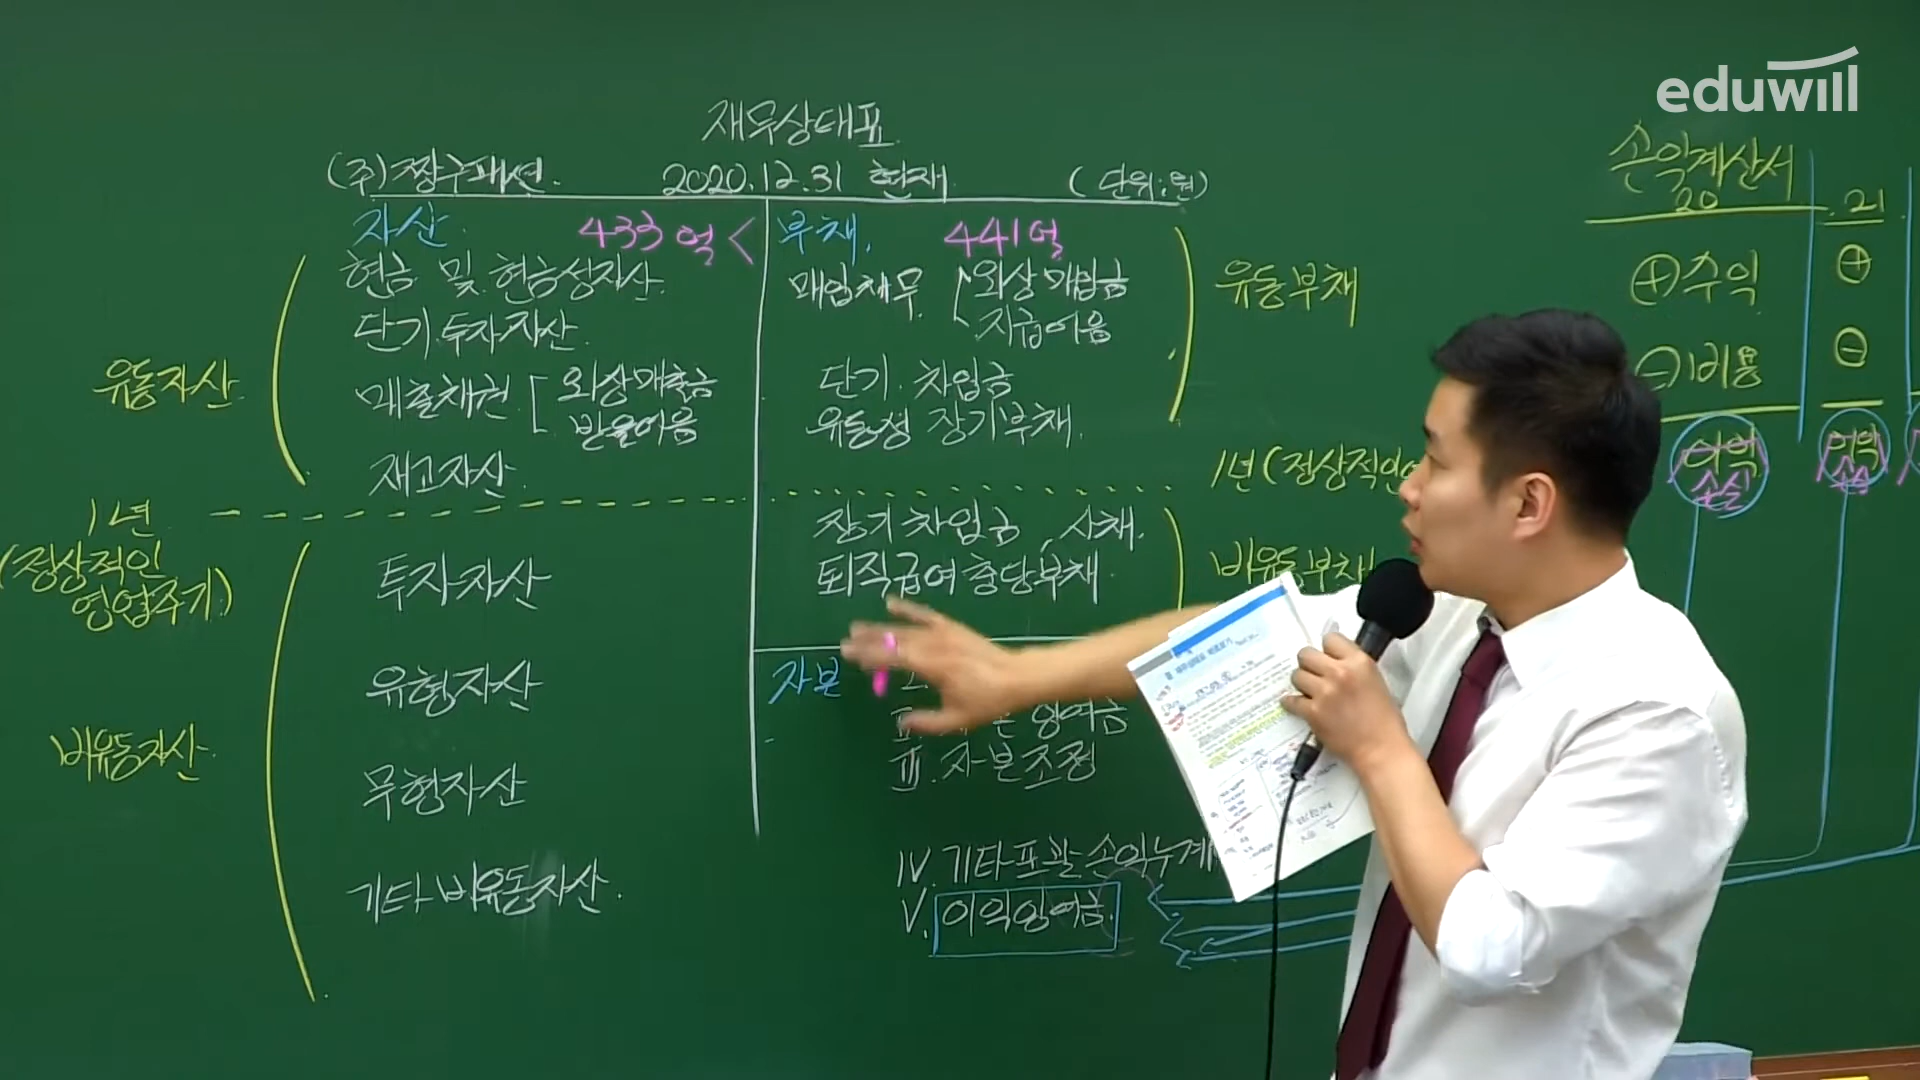 eduwill
재무상태표
(주)짱구패션. 2020.12.31 현재 (단위:원)
자산. 433억 < 부채. 441억
현금 및 현금성자산.
단기투자자산.
매출채권 [ 외상매출금
받을어음
재고자산.
유동자산
1년
(정상적인
영업주기)
투자자산
유형자산
무형자산
기타비유동자산.
비유동자산
매입채무 외상매입금
지급어음
단기차입금
유동성장기부채.
유동부채
1년(정상적인
장기차입금, 사채.
퇴직급여충당부채.
비유동부채
자본
잉여금
Ⅲ. 자본조정
Ⅳ. 기타포괄손익누계
Ⅴ. 이익잉여금.
손익계산서
20 21
⊕수익 ⊕
⊖비용 ⊖
이익 이익
손실 손실